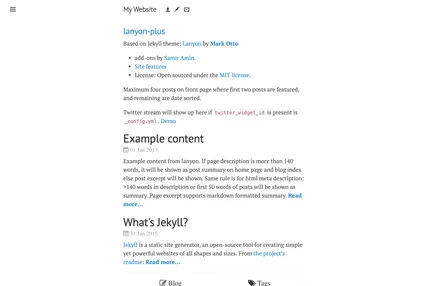 My Website
lanyon-plus
Based on Jekyll theme: Lanyon by Mark Otto
add-ons by Samir Amin
Site features
License: Open sourced under the MIT license.
Maximum four posts on front page where first two posts are featured,
and remaining are date sorted.
Twitter stream will show up here if twitter_widget_id is present is
_config.yml. Demo
Example content
01 Jan 2013
Example content from lanyon. If page description is more than 140
words, it will be shown as post summary on home page and blog index
else post excerpt will be shown. Same rule is for html meta description:
>140 words in description or first 50 words of posts will be shown as
summary. Page excerpt supports markdown formatted summary. Read
more...
What's Jekyll?
31 Jan 2015
Jekyll is a static site generator, an open-source tool for creating simple
yet powerful websites of all shapes and sizes. From the project's
readme: Read more...
Blog
Tags